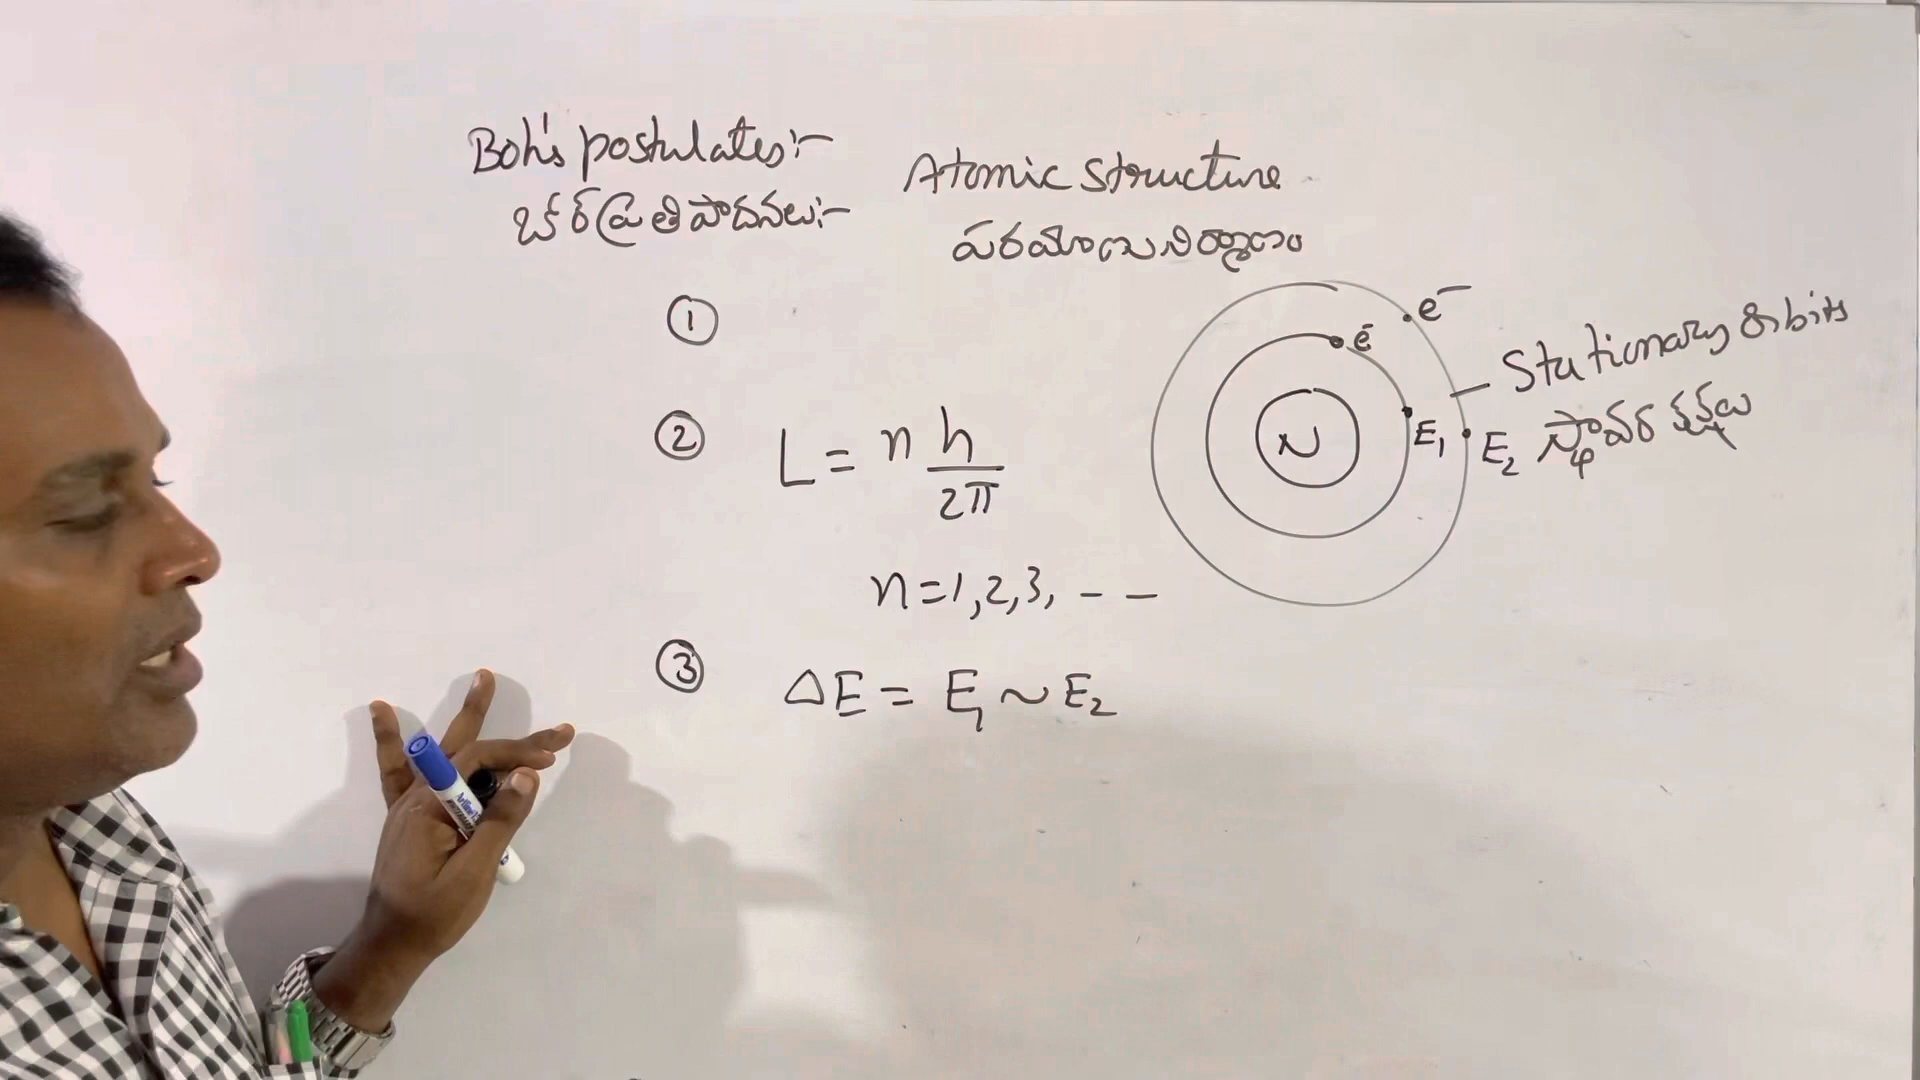 Boh's postulates:-
బోర్ ప్రతిపాదనలు:-
Atomic structure
పరమాణు నిర్మాణం
①
② L = n h/2π
n = 1, 2, 3, - -
③ ΔE = E₁ ~ E₂
e⁻
e⁻
N
E₁
E₂
Stationary orbits
స్థావర కక్ష్యలు